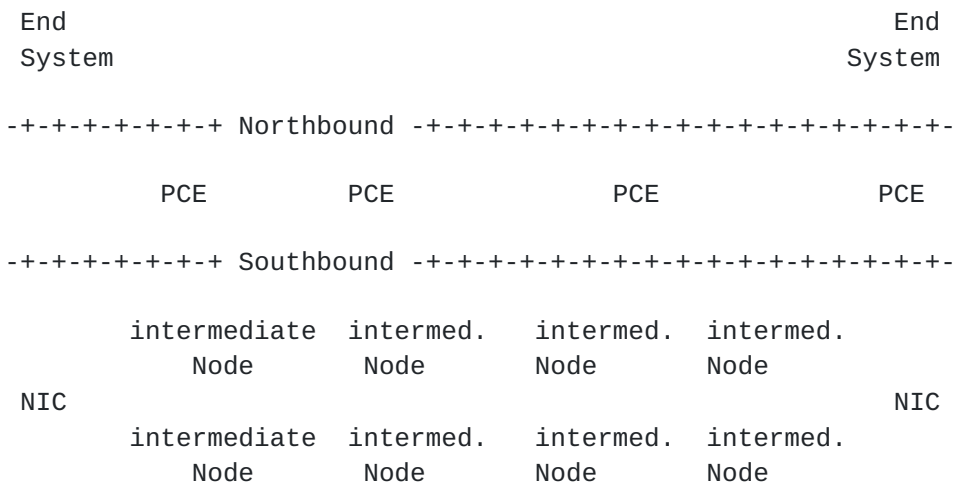 End End
System System
-+-+-+-+-+-+-+ Northbound -+-+-+-+-+-+-+-+-+-+-+-+-+-+-+-+-+-
PCE PCE PCE PCE
-+-+-+-+-+-+-+ Southbound -+-+-+-+-+-+-+-+-+-+-+-+-+-+-+-+-+-
intermediate intermed. intermed. intermed.
Node Node Node Node
NIC NIC
intermediate intermed. intermed. intermed.
Node Node Node Node